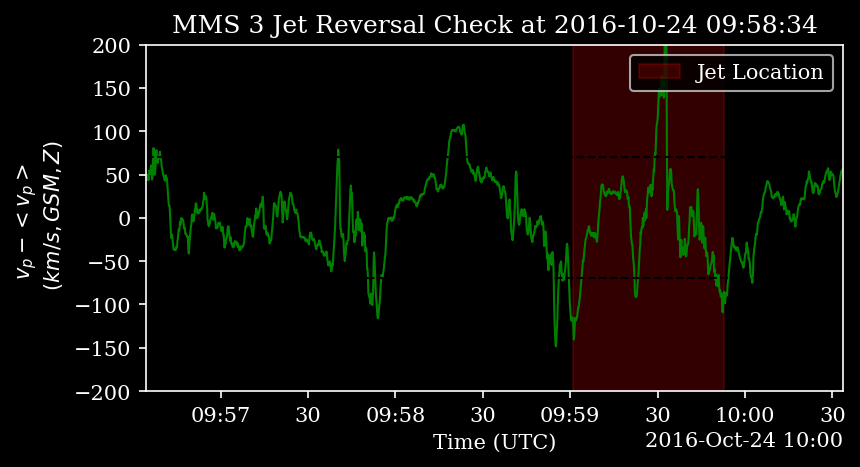 MMS 3 Jet Reversal Check at 2016-10-24 09:58:34
200
150
100
50
0
−50
−100
−150
−200
v_p − < v_p >
(km/s, GSM, Z)
Jet Location
09:57
30
09:58
30
09:59
30
10:00
30
Time (UTC)
2016-Oct-24 10:00